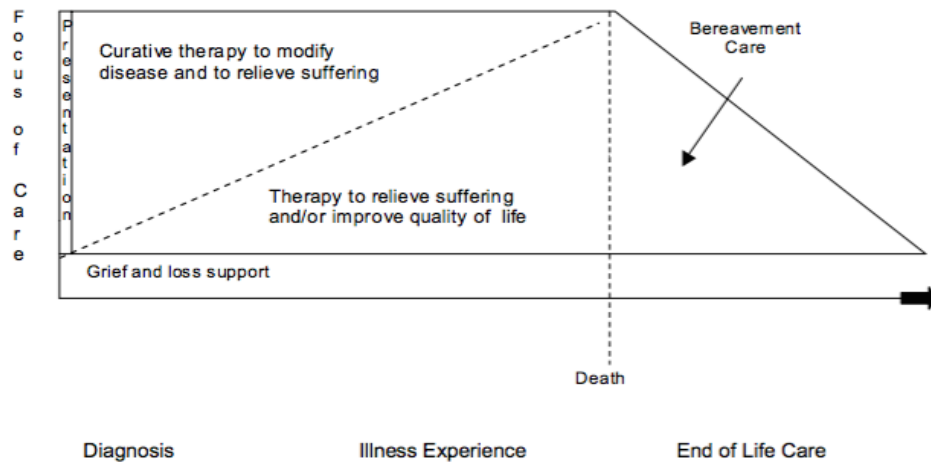 Focus of Care
Presentation
Curative therapy to modify
disease and to relieve suffering
Bereavement
Care
Therapy to relieve suffering
and/or improve quality of life
Grief and loss support
Death
Diagnosis
Illness Experience
End of Life Care